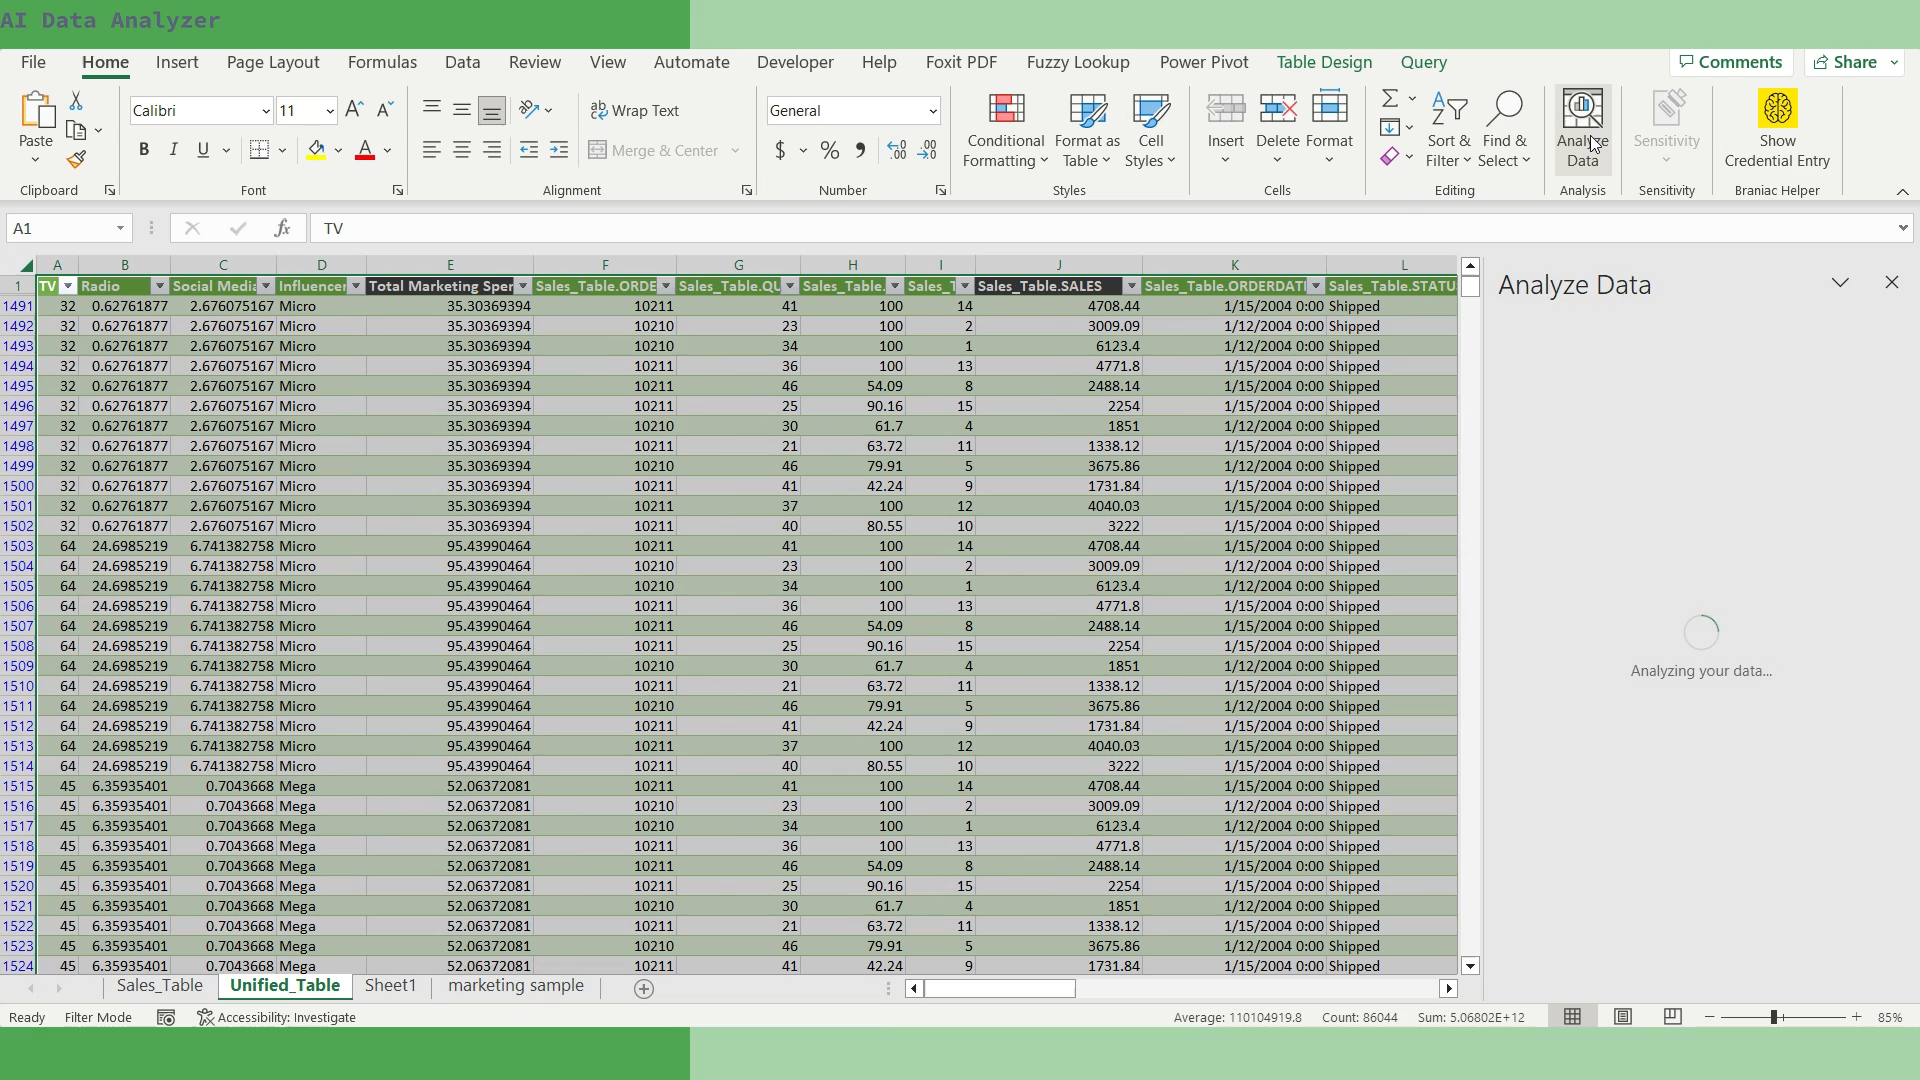 AI Data Analyzer
File Home Insert Page Layout Formulas Data Review View Automate Developer Help Foxit PDF Fuzzy Lookup Power Pivot Table Design Query Comments Share
Calibri 11 Wrap Text General
Paste Conditional Formatting Format as Table Cell Styles Insert Delete Format Sort & Filter Find & Select Analyze Data Sensitivity Show Credential Entry
B I U A Merge & Center $ % 9
Clipboard Font Alignment Number Styles Cells Editing Analysis Sensitivity Braniac Helper
A1 fx TV
A B C D E F G H I J K L
1 TV Radio Social Media Influencer Total Marketing Sper Sales_Table.ORDE Sales_Table.QU Sales_Table. Sales_T Sales_Table.SALES Sales_Table.ORDERDATI Sales_Table.STATU
1491 32 0.62761877 2.676075167 Micro 35.30369394 10211 41 100 14 4708.44 1/15/2004 0:00 Shipped
1492 32 0.62761877 2.676075167 Micro 35.30369394 10210 23 100 2 3009.09 1/12/2004 0:00 Shipped
1493 32 0.62761877 2.676075167 Micro 35.30369394 10210 34 100 1 6123.4 1/12/2004 0:00 Shipped
1494 32 0.62761877 2.676075167 Micro 35.30369394 10211 36 100 13 4771.8 1/15/2004 0:00 Shipped
1495 32 0.62761877 2.676075167 Micro 35.30369394 10211 46 54.09 8 2488.14 1/15/2004 0:00 Shipped
1496 32 0.62761877 2.676075167 Micro 35.30369394 10211 25 90.16 15 2254 1/15/2004 0:00 Shipped
1497 32 0.62761877 2.676075167 Micro 35.30369394 10210 30 61.7 4 1851 1/12/2004 0:00 Shipped
1498 32 0.62761877 2.676075167 Micro 35.30369394 10211 21 63.72 11 1338.12 1/15/2004 0:00 Shipped
1499 32 0.62761877 2.676075167 Micro 35.30369394 10210 46 79.91 5 3675.86 1/12/2004 0:00 Shipped
1500 32 0.62761877 2.676075167 Micro 35.30369394 10211 41 42.24 9 1731.84 1/15/2004 0:00 Shipped
1501 32 0.62761877 2.676075167 Micro 35.30369394 10211 37 100 12 4040.03 1/15/2004 0:00 Shipped
1502 32 0.62761877 2.676075167 Micro 35.30369394 10211 40 80.55 10 3222 1/15/2004 0:00 Shipped
1503 64 24.6985219 6.741382758 Micro 95.43990464 10211 41 100 14 4708.44 1/15/2004 0:00 Shipped
1504 64 24.6985219 6.741382758 Micro 95.43990464 10210 23 100 2 3009.09 1/12/2004 0:00 Shipped
1505 64 24.6985219 6.741382758 Micro 95.43990464 10210 34 100 1 6123.4 1/12/2004 0:00 Shipped
1506 64 24.6985219 6.741382758 Micro 95.43990464 10211 36 100 13 4771.8 1/15/2004 0:00 Shipped
1507 64 24.6985219 6.741382758 Micro 95.43990464 10211 46 54.09 8 2488.14 1/15/2004 0:00 Shipped
1508 64 24.6985219 6.741382758 Micro 95.43990464 10211 25 90.16 15 2254 1/15/2004 0:00 Shipped
1509 64 24.6985219 6.741382758 Micro 95.43990464 10210 30 61.7 4 1851 1/12/2004 0:00 Shipped
1510 64 24.6985219 6.741382758 Micro 95.43990464 10211 21 63.72 11 1338.12 1/15/2004 0:00 Shipped
1511 64 24.6985219 6.741382758 Micro 95.43990464 10210 46 79.91 5 3675.86 1/12/2004 0:00 Shipped
1512 64 24.6985219 6.741382758 Micro 95.43990464 10211 41 42.24 9 1731.84 1/15/2004 0:00 Shipped
1513 64 24.6985219 6.741382758 Micro 95.43990464 10211 37 100 12 4040.03 1/15/2004 0:00 Shipped
1514 64 24.6985219 6.741382758 Micro 95.43990464 10211 40 80.55 10 3222 1/15/2004 0:00 Shipped
1515 45 6.35935401 0.7043668 Mega 52.06372081 10211 41 100 14 4708.44 1/15/2004 0:00 Shipped
1516 45 6.35935401 0.7043668 Mega 52.06372081 10210 23 100 2 3009.09 1/12/2004 0:00 Shipped
1517 45 6.35935401 0.7043668 Mega 52.06372081 10210 34 100 1 6123.4 1/12/2004 0:00 Shipped
1518 45 6.35935401 0.7043668 Mega 52.06372081 10211 36 100 13 4771.8 1/15/2004 0:00 Shipped
1519 45 6.35935401 0.7043668 Mega 52.06372081 10211 46 54.09 8 2488.14 1/15/2004 0:00 Shipped
1520 45 6.35935401 0.7043668 Mega 52.06372081 10211 25 90.16 15 2254 1/15/2004 0:00 Shipped
1521 45 6.35935401 0.7043668 Mega 52.06372081 10210 30 61.7 4 1851 1/12/2004 0:00 Shipped
1522 45 6.35935401 0.7043668 Mega 52.06372081 10211 21 63.72 11 1338.12 1/15/2004 0:00 Shipped
1523 45 6.35935401 0.7043668 Mega 52.06372081 10210 46 79.91 5 3675.86 1/12/2004 0:00 Shipped
1524 45 6.35935401 0.7043668 Mega 52.06372081 10211 41 42.24 9 1731.84 1/15/2004 0:00 Shipped
Analyze Data
Analyzing your data...
Sales_Table Unified_Table Sheet1 marketing sample
Ready Filter Mode Accessibility: Investigate Average: 110104919.8 Count: 86044 Sum: 5.06802E+12 85%